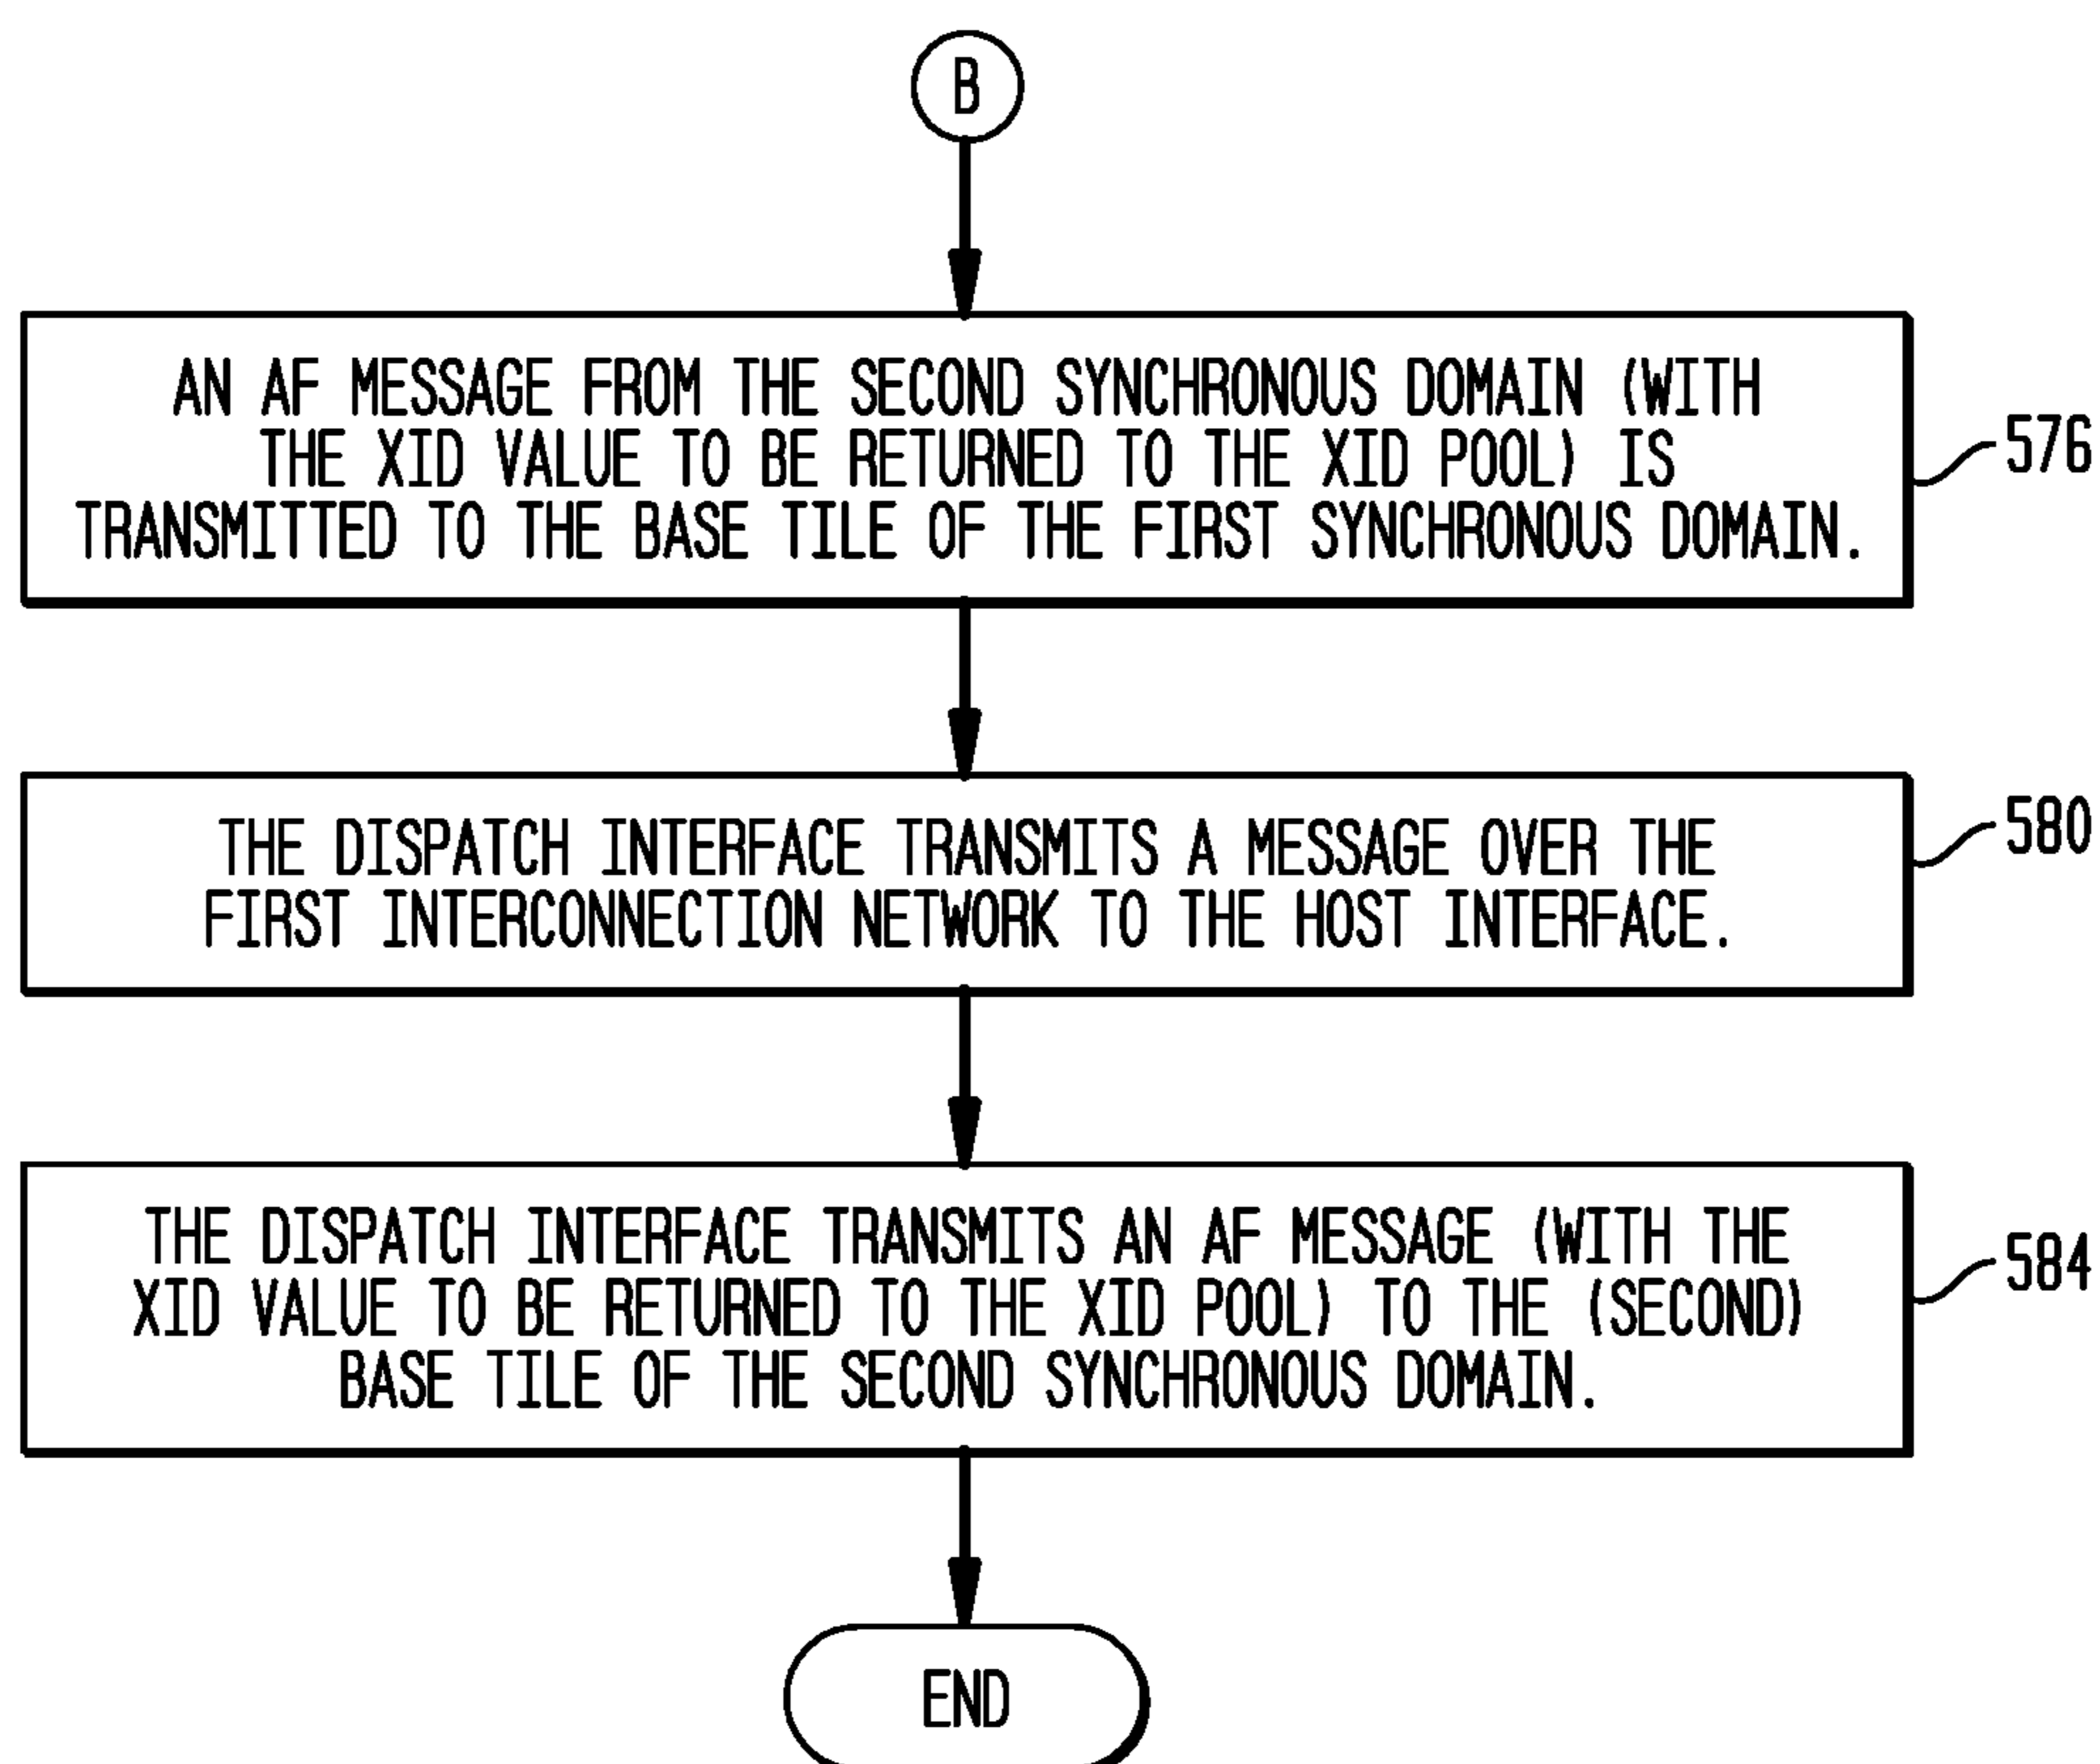 B
AN AF MESSAGE FROM THE SECOND SYNCHRONOUS DOMAIN (WITH
THE XID VALUE TO BE RETURNED TO THE XID POOL) IS
TRANSMITTED TO THE BASE TILE OF THE FIRST SYNCHRONOUS DOMAIN.
576
THE DISPATCH INTERFACE TRANSMITS A MESSAGE OVER THE
FIRST INTERCONNECTION NETWORK TO THE HOST INTERFACE.
580
THE DISPATCH INTERFACE TRANSMITS AN AF MESSAGE (WITH THE
XID VALUE TO BE RETURNED TO THE XID POOL) TO THE (SECOND)
BASE TILE OF THE SECOND SYNCHRONOUS DOMAIN.
584
END